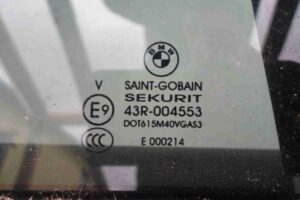 BMW
V SAINT-GOBAIN
SEKURIT
E9 43R-004553
DOT615M40VGAS3
CCC
E 000214